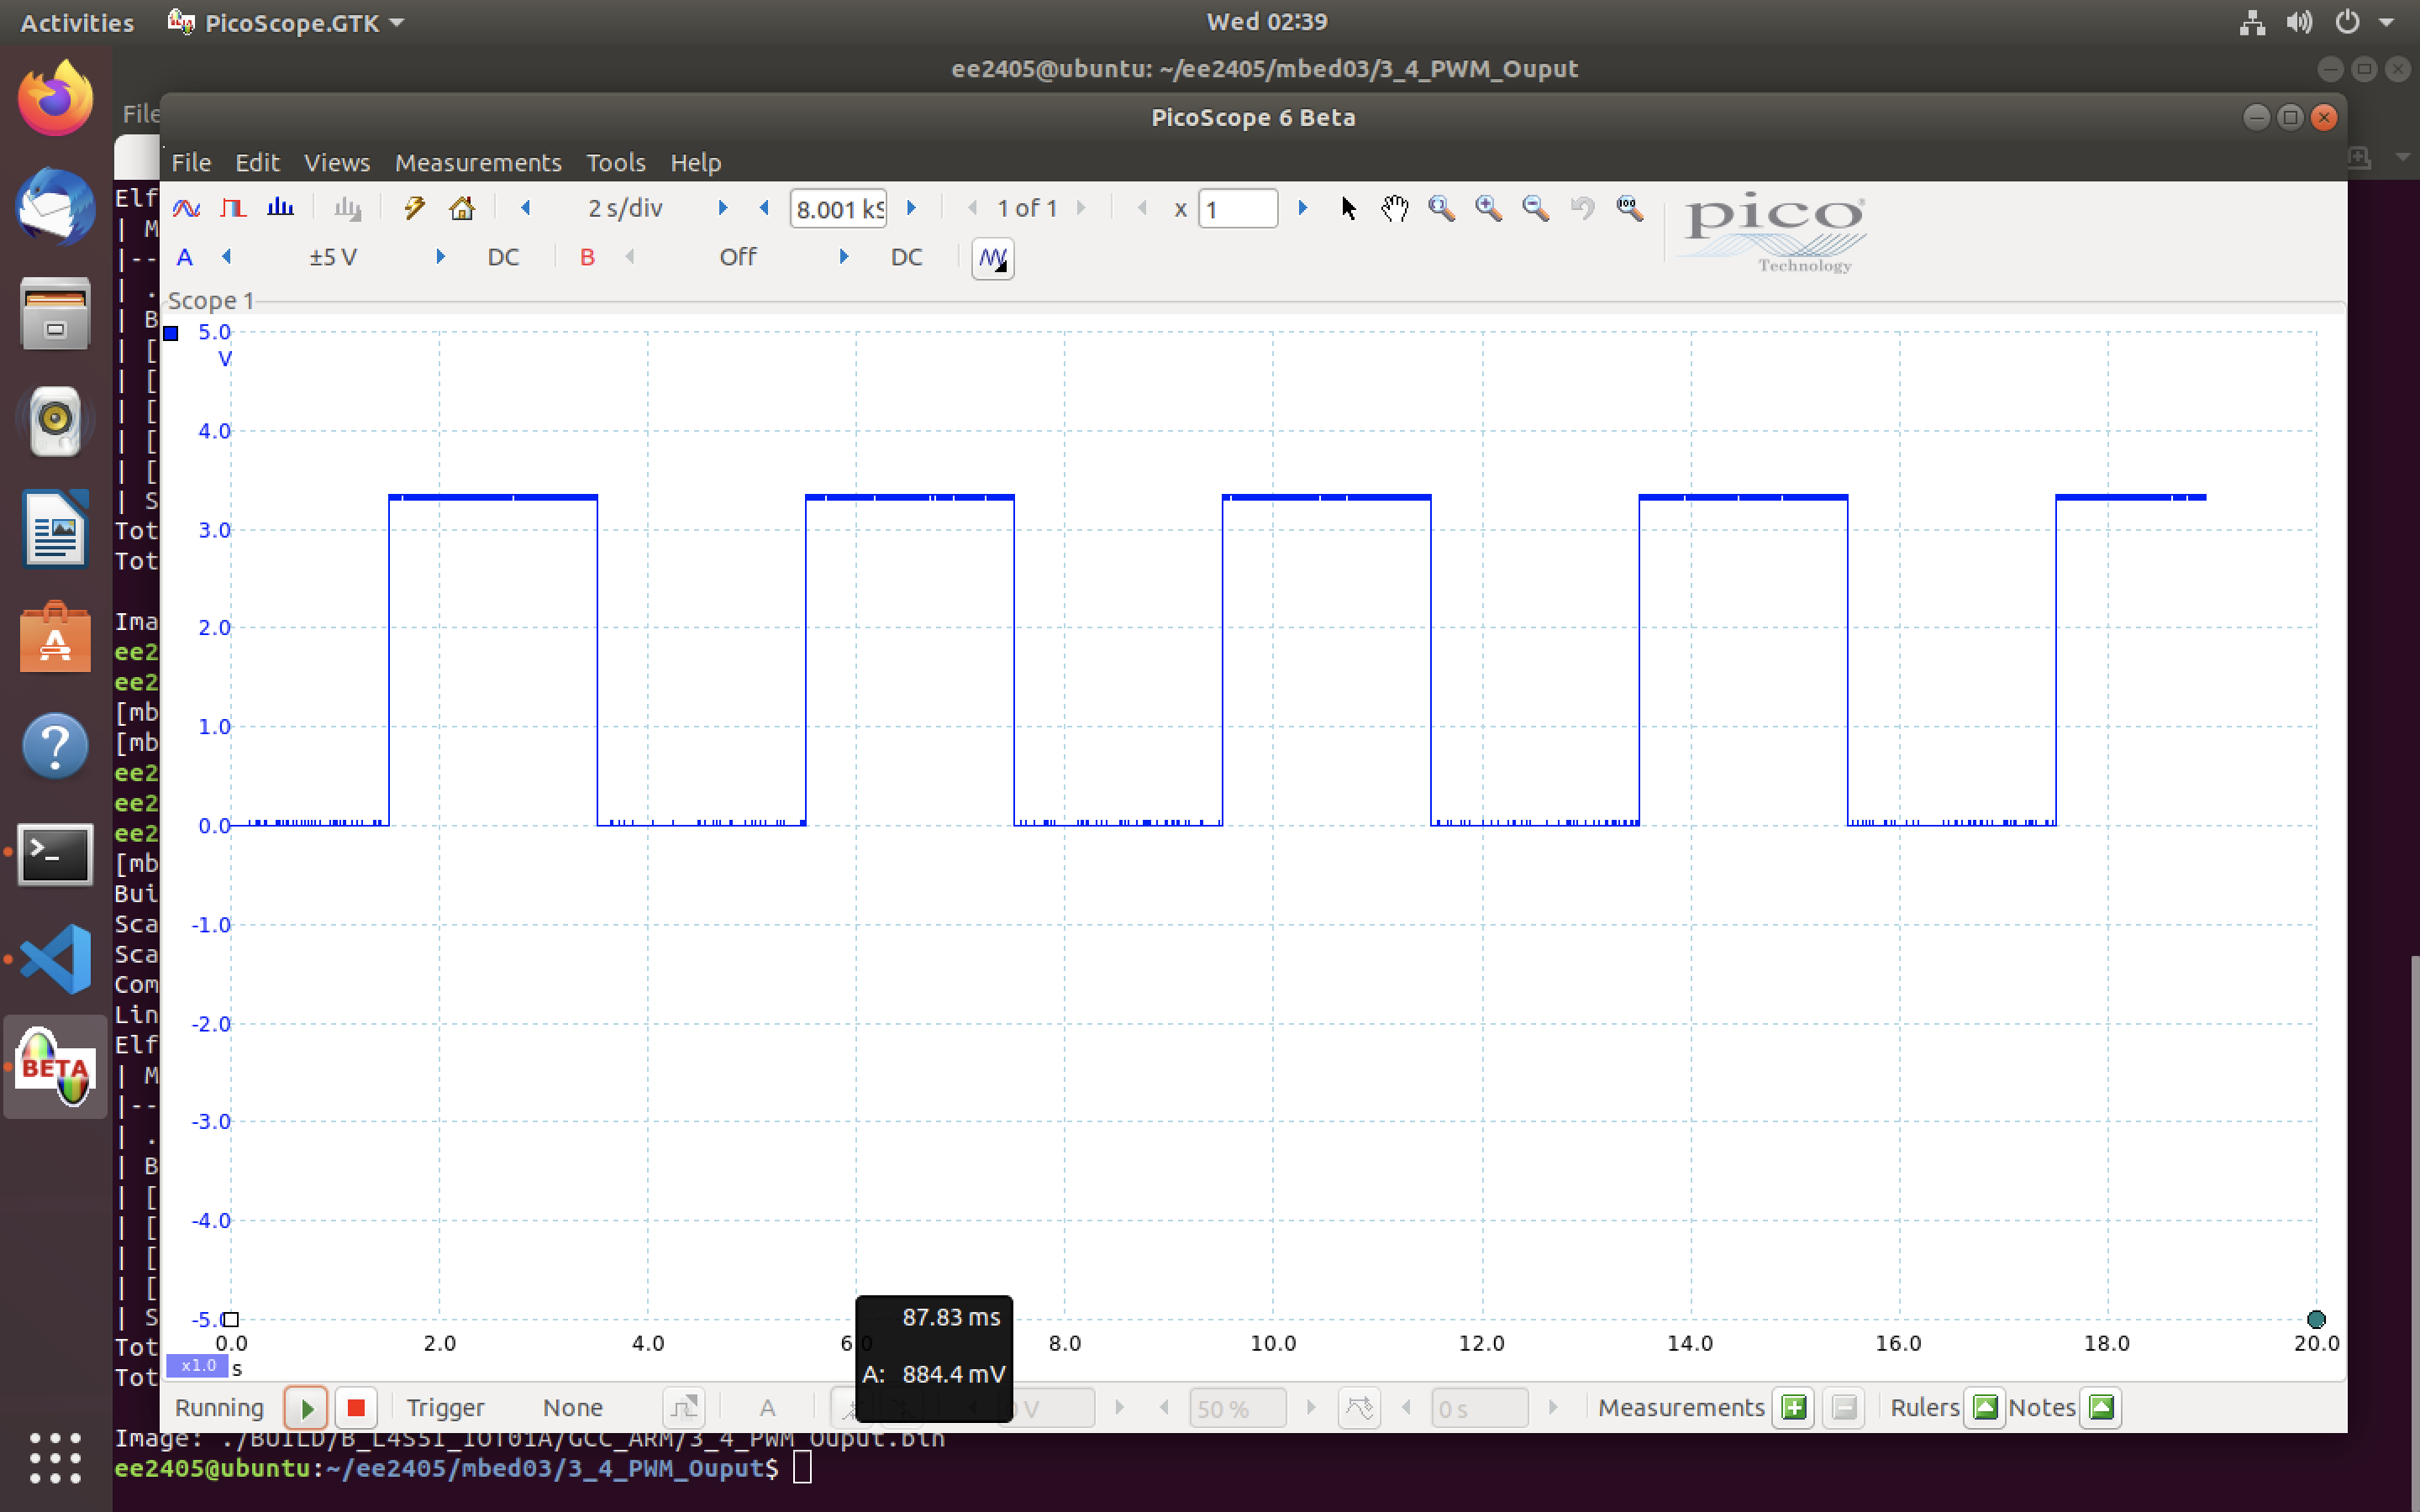 Activities PicoScope.GTK Wed 02:39
ee2405@ubuntu: ~/ee2405/mbed03/3_4_PWM_Ouput
File
PicoScope 6 Beta
File Edit Views Measurements Tools Help
2 s/div 8.001 kS 1 of 1 x 1
pico
Technology
A ±5 V DC B Off DC
Scope 1
5.0
V
4.0
3.0
2.0
1.0
0.0
-1.0
-2.0
-3.0
-4.0
-5.0
0.0 2.0 4.0 6.0 8.0 10.0 12.0 14.0 16.0 18.0 20.0
x1.0 s
87.83 ms
A: 884.4 mV
Running Trigger None A 0 V 50 % 0 s Measurements Rulers Notes
Elf
| M
|--
| .
| B
| [
| [
| [
| [
| [
| S
Tot
Tot
Ima
ee2
ee2
[mb
[mb
ee2
ee2
ee2
[mb
Bui
Sca
Sca
Com
Lin
Elf
| M
|--
| .
| B
| [
| [
| [
| [
| S
Tot
Tot
Image: ./BUILD/B_L4S5I_IOT01A/GCC_ARM/3_4_PWM_Ouput.bin
ee2405@ubuntu:~/ee2405/mbed03/3_4_PWM_Ouput$
BETA